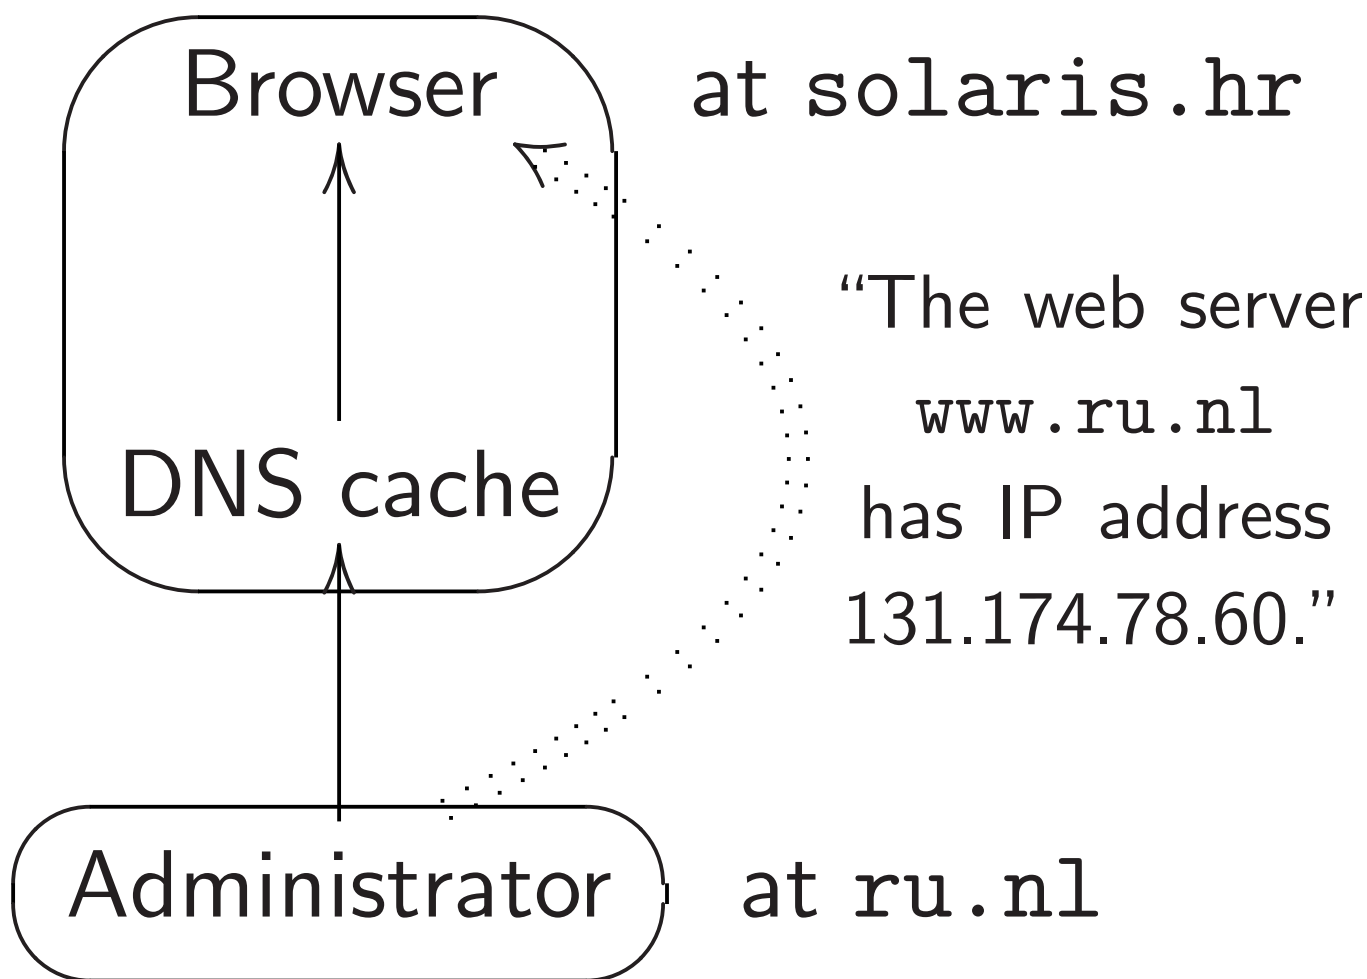 Browser at solaris.hr
“The web server
www.ru.nl
DNS cache
has IP address
131.174.78.60.”
Administrator at ru.nl